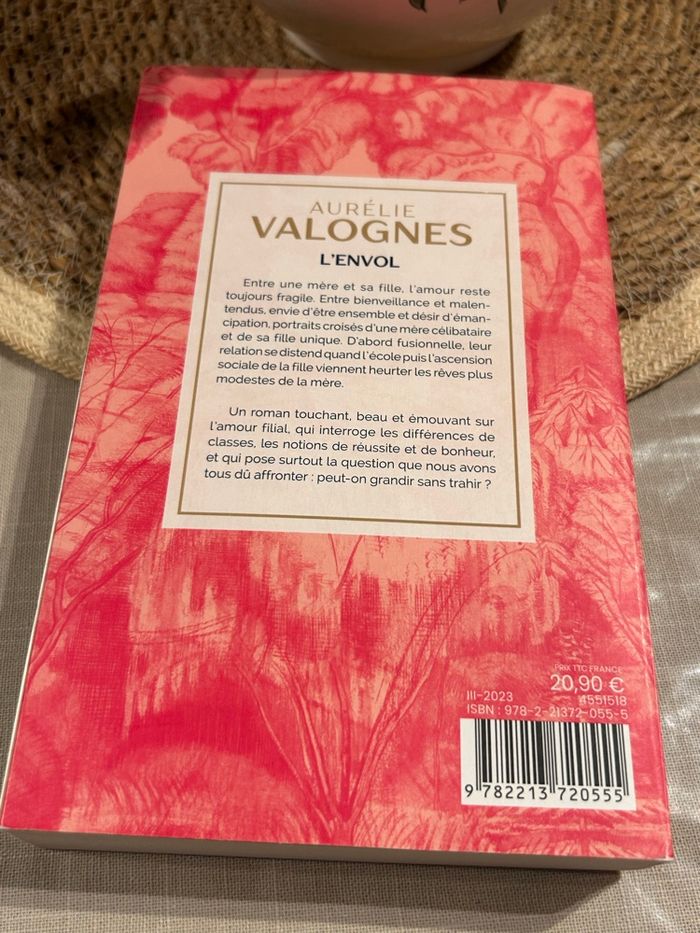 AURÉLIE
VALOGNES
L'ENVOL
Entre une mère et sa fille, l'amour reste
toujours fragile. Entre bienveillance et malen-
tendus, envie d'être ensemble et désir d'éman-
cipation, portraits croisés d'une mère célibataire
et de sa fille unique. D'abord fusionnelle, leur
relation se distend quand l'école puis l'ascension
sociale de la fille viennent heurter les rêves plus
modestes de la mère.
Un roman touchant, beau et émouvant sur
l'amour filial, qui interroge les différences de
classes, les notions de réussite et de bonheur,
et qui pose surtout la question que nous avons
tous dû affronter : peut-on grandir sans trahir ?
PRIX TTC FRANCE
20,90 €
III-2023 4551518
ISBN : 978-2-21372-055-5
9 782213 720555